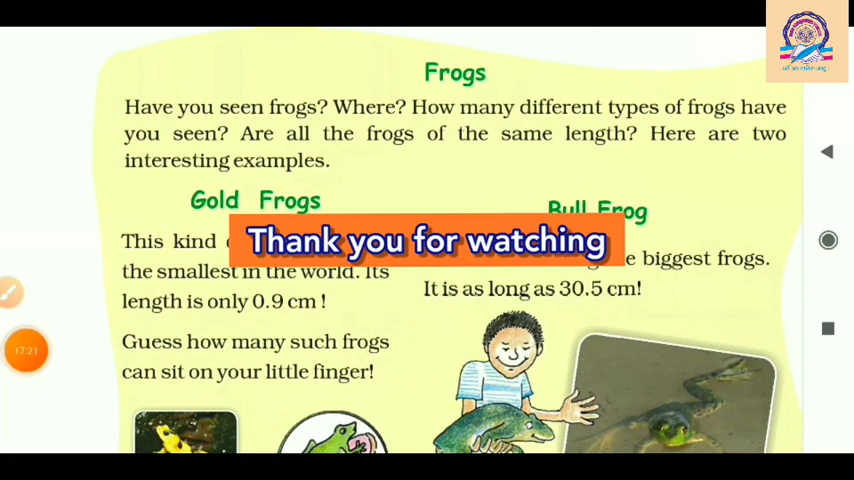 Frogs
Have you seen frogs? Where? How many different types of frogs have
you seen? Are all the frogs of the same length? Here are two
interesting examples.
Gold Frogs
Bull Frog
This kind
the smallest in the world. Its
length is only 0.9 cm !
Guess how many such frogs
can sit on your little finger!
biggest frogs.
It is as long as 30.5 cm!
Thank you for watching
17:21